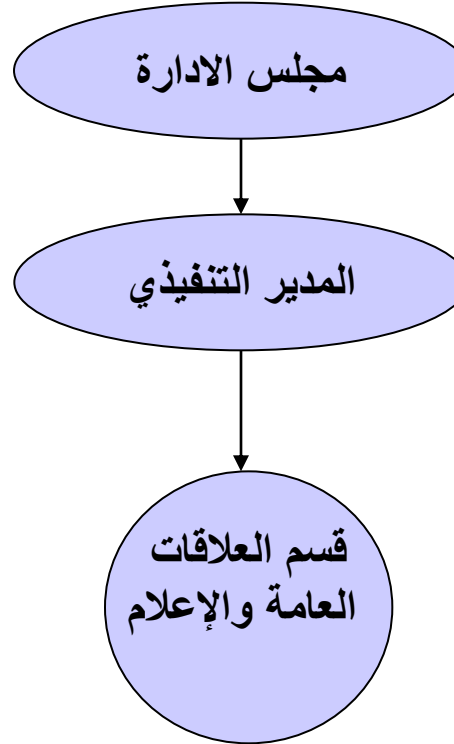 مجلس الادارة
المدير التنفيذي
قسم العلاقات
العامة والإعلام